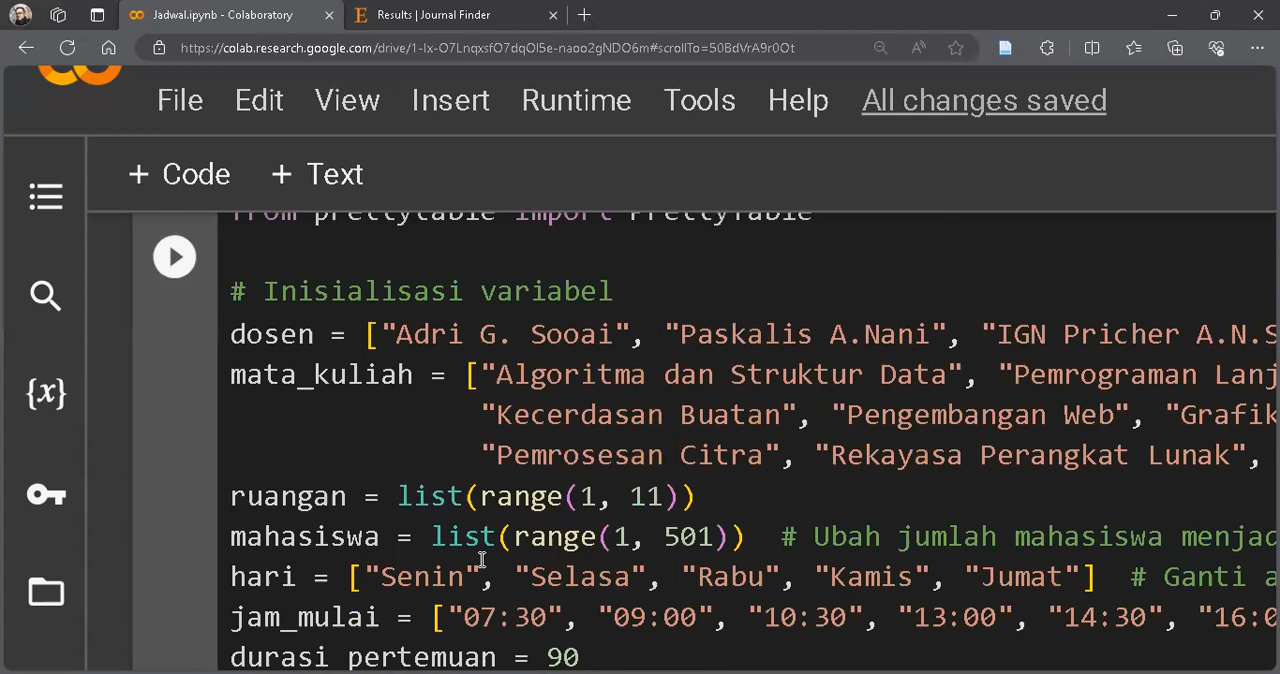 Jadwal.ipynb - Colaboratory
Results | Journal Finder
https://colab.research.google.com/drive/1-lx-O7LnqxsfO7dqOl5e-naoo2gNDO6m#scrollTo=50BdVrA9r0Ot
File Edit View Insert Runtime Tools Help All changes saved
+ Code + Text
from prettytable import PrettyTable
# Inisialisasi variabel
dosen = ["Adri G. Sooai", "Paskalis A.Nani", "IGN Pricher A.N.S
mata_kuliah = ["Algoritma dan Struktur Data", "Pemrograman Lanj
"Kecerdasan Buatan", "Pengembangan Web", "Grafik
"Pemrosesan Citra", "Rekayasa Perangkat Lunak",
ruangan = list(range(1, 11))
mahasiswa = list(range(1, 501)) # Ubah jumlah mahasiswa menjad
hari = ["Senin", "Selasa", "Rabu", "Kamis", "Jumat"] # Ganti a
jam_mulai = ["07:30", "09:00", "10:30", "13:00", "14:30", "16:0
durasi_pertemuan = 90